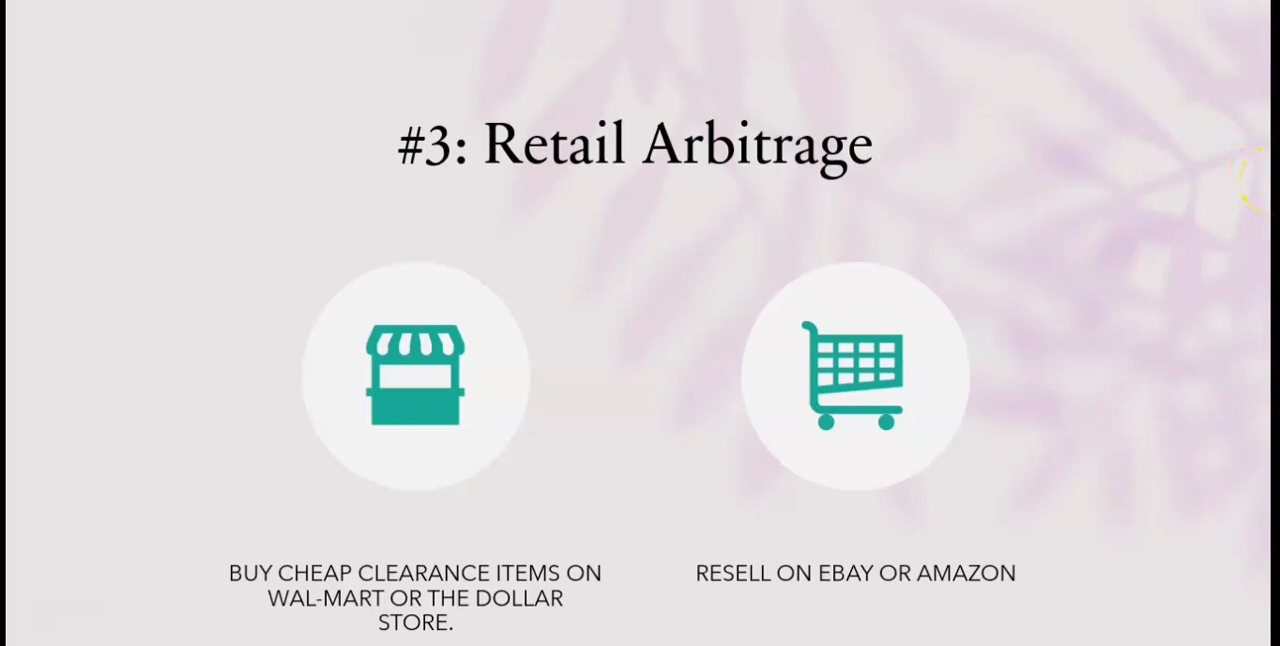 #3: Retail Arbitrage
BUY CHEAP CLEARANCE ITEMS ON
WAL-MART OR THE DOLLAR
STORE.
RESELL ON EBAY OR AMAZON